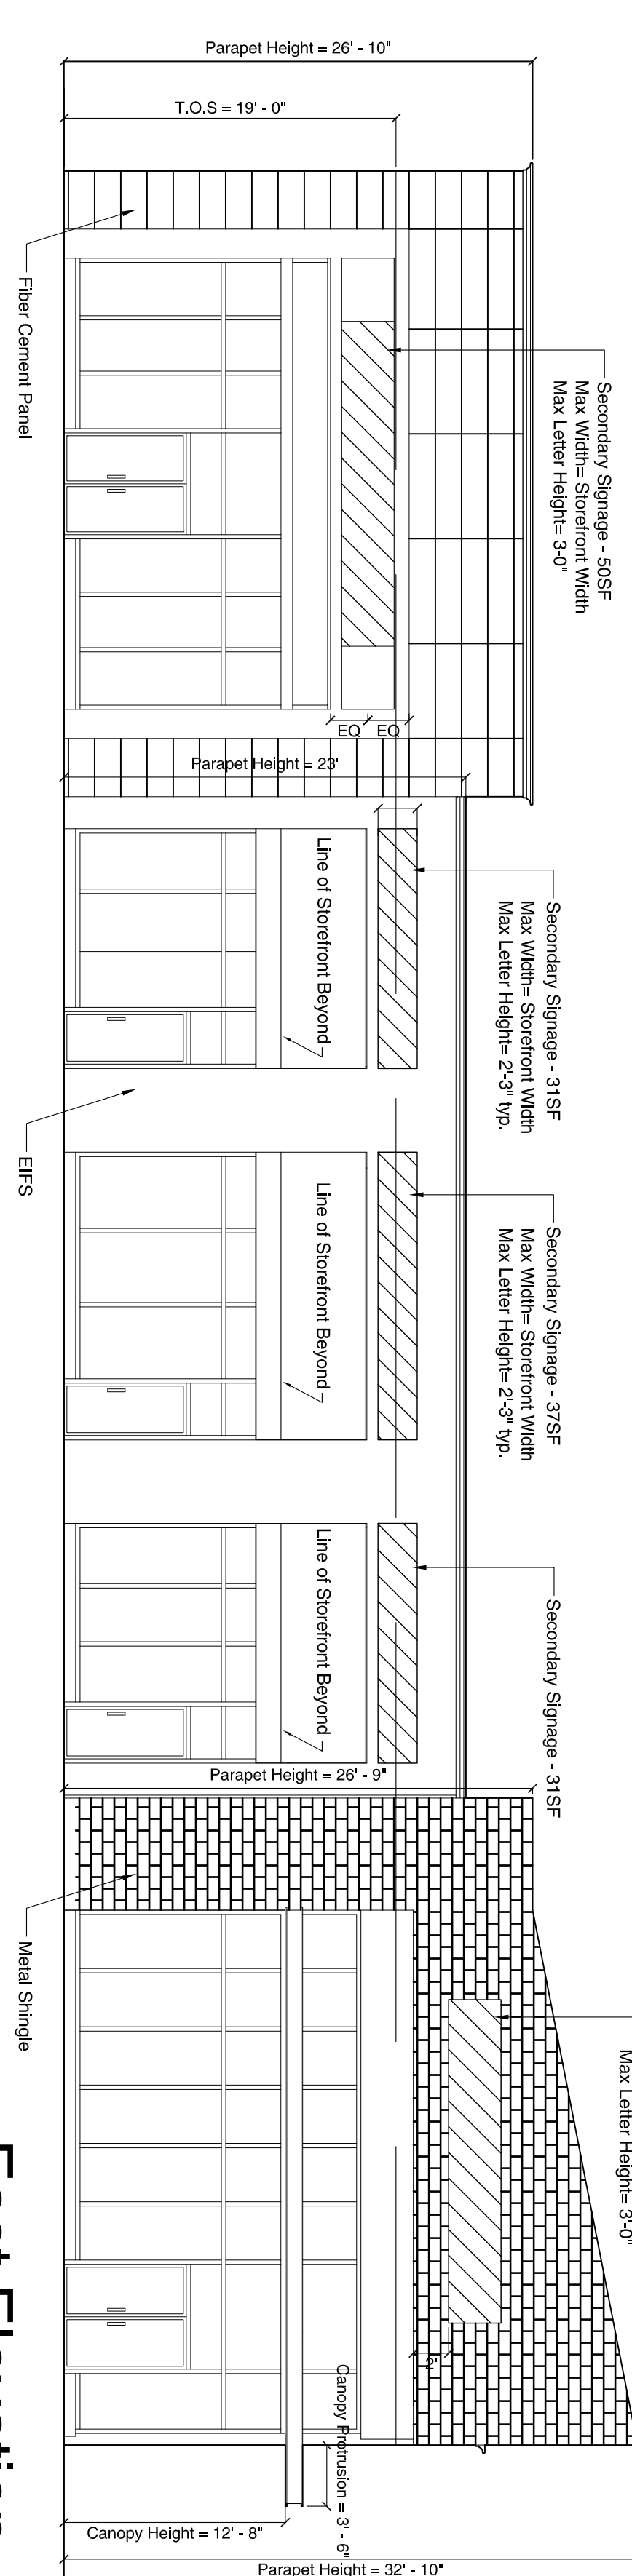 Parapet Height = 26' - 10"
T.O.S = 19' - 0"
Fiber Cement Panel
Secondary Signage - 50SF
Max Width= Storefront Width
Max Letter Height= 3-0"
EQ
EQ
Parapet Height = 23'
Line of Storefront Beyond
Secondary Signage - 31SF
Max Width= Storefront Width
Max Letter Height= 2'-3" typ.
EIFS
Line of Storefront Beyond
Secondary Signage - 37SF
Max Width= Storefront Width
Max Letter Height= 2'-3" typ.
Line of Storefront Beyond
Secondary Signage - 31SF
Parapet Height = 26' - 9"
Metal Shingle
Max Letter Height= 3'-0"
2'
Canopy Protrusion = 3' - 6"
Canopy Height = 12' - 8"
Parapet Height = 32' - 10"
East Elevation